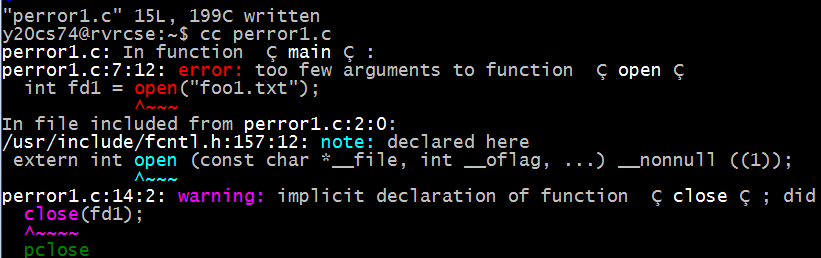 "perror1.c" 15L, 199C written
y20cs74@rvrcse:~$ cc perror1.c
perror1.c: In function Ç main Ç :
perror1.c:7:12: error: too few arguments to function Ç open Ç
int fd1 = open("foo1.txt");
^~~~
In file included from perror1.c:2:0:
/usr/include/fcntl.h:157:12: note: declared here
extern int open (const char *__file, int __oflag, ...) __nonnull ((1));
^~~~
perror1.c:14:2: warning: implicit declaration of function Ç close Ç ; did
close(fd1);
^~~~~
pclose